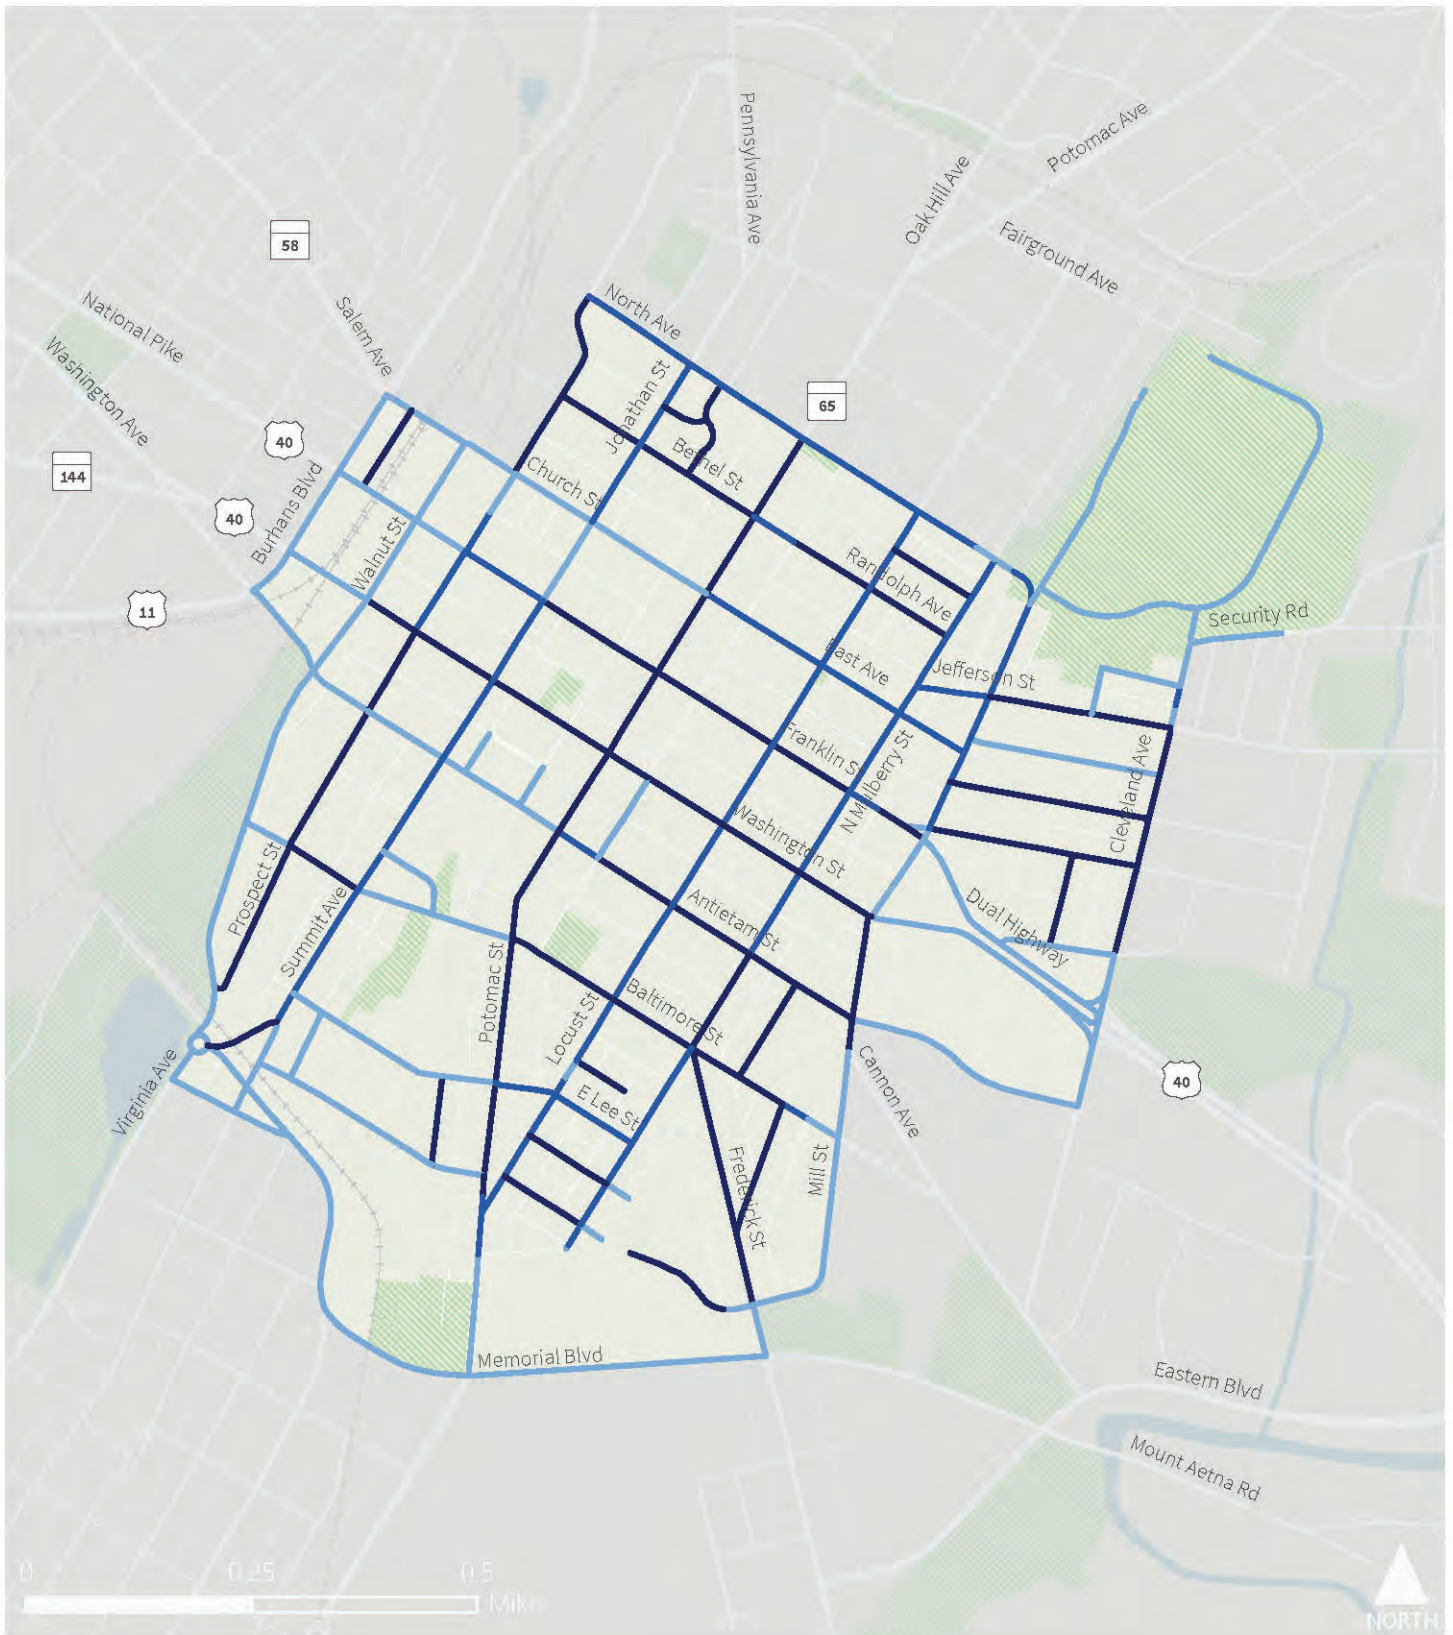 Pennsylvania Ave
Potomac Ave
Oak Hill Ave
Fairground Ave
58
National Pike
Salem Ave
North Ave
Washington Ave
Jonathan St
65
40
144
Bethel St
Church St
40
Burhans Blvd
Walnut St
Randolph Ave
11
Security Rd
East Ave
Jefferson St
Franklin St
N Mulberry St
Cleveland Ave
Washington St
Prospect St
Summit Ave
Antietam St
Dual Highway
Potomac St
Baltimore St
Locust St
Virginia Ave
E Lee St
Cannon Ave
40
Frederick St
Mill St
Memorial Blvd
Eastern Blvd
Mount Aetna Rd
0 0.25 0.5
Miles
NORTH